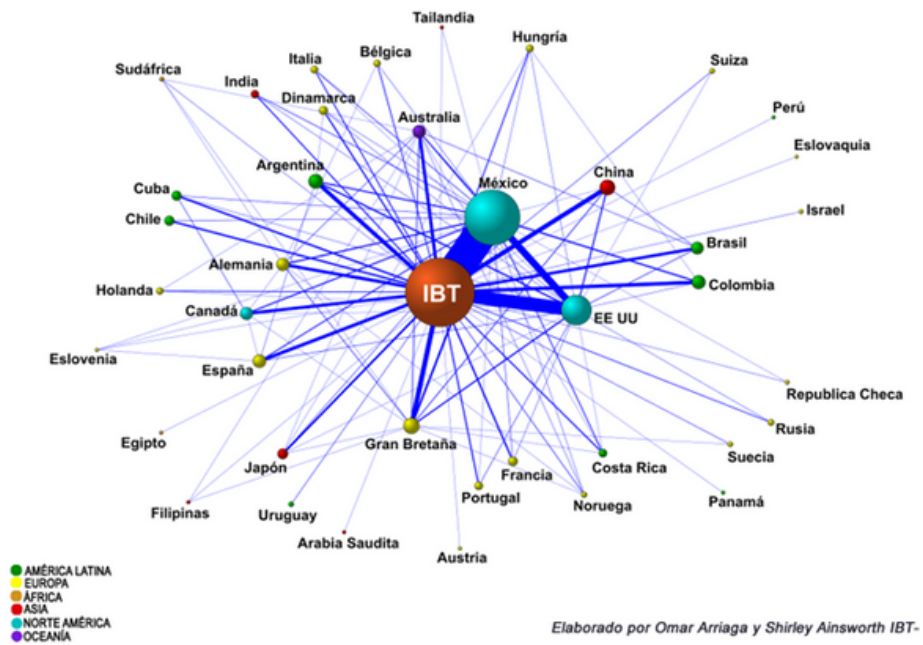 Tailandia
Hungría
Bélgica
Italia
Suiza
Sudáfrica
India
Dinamarca
Perú
Australia
Eslovaquia
Argentina
China
México
Cuba
Israel
Chile
Brasil
Alemania
Colombia
Holanda
IBT
Canadá
EE UU
Eslovenia
España
Republica Checa
Rusia
Egipto
Gran Bretaña
Suecia
Japón
Costa Rica
Francia
Portugal
Noruega
Panamá
Filipinas
Uruguay
Arabia Saudita
Austria
AMÉRICA LATINA
EUROPA
ÁFRICA
ASIA
NORTE AMÉRICA
OCEANÍA
Elaborado por Omar Arriaga y Shirley Ainsworth IBT-